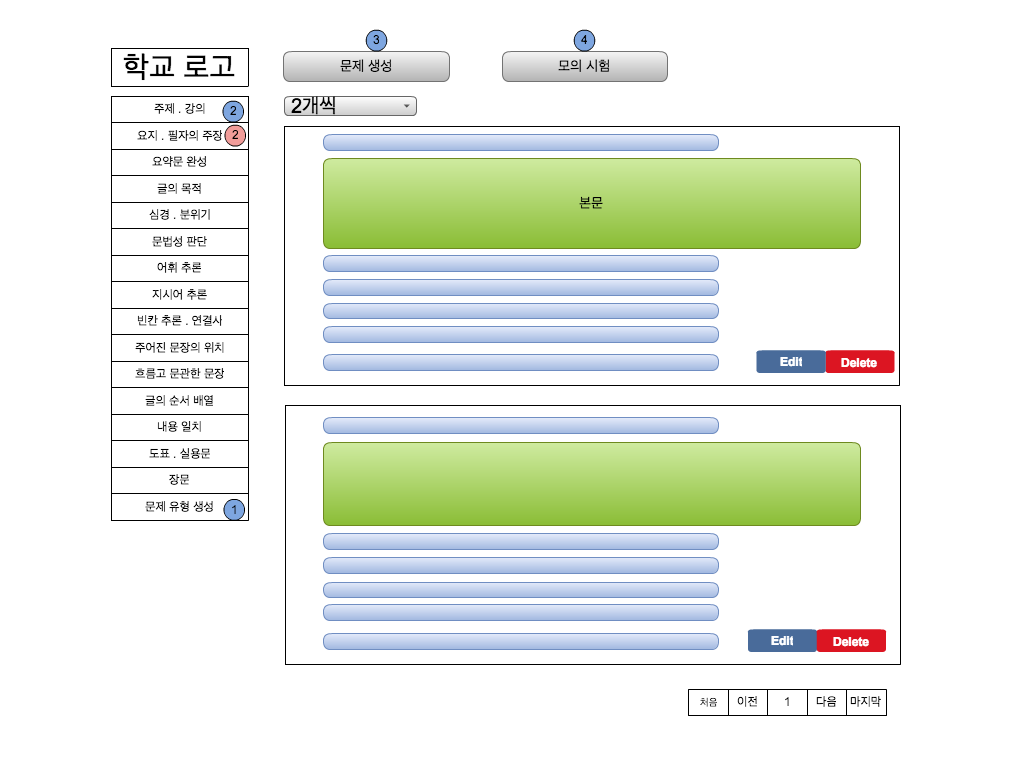 3
4
학교 로고
문제 생성
모의 시험
2개씩
주제 . 강의
2
요지 . 필자의 주장
2
요약문 완성
글의 목적
심경 . 분위기
문법성 판단
어휘 추론
지시어 추론
빈칸 추론 . 연결사
주어진 문장의 위치
흐름고 문관한 문장
글의 순서 배열
내용 일치
도표 . 실용문
장문
문제 유형 생성
1
본문
Edit
Delete
Edit
Delete
처음
이전
1
다음
마지막